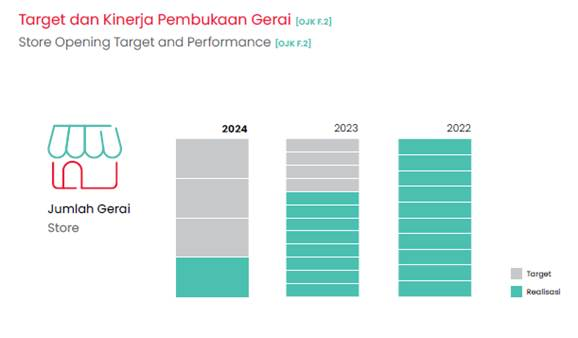 Target dan Kinerja Pembukaan Gerai [OJK F.2]
Store Opening Target and Performance [OJK F.2]
2024
2023
2022
Jumlah Gerai
Store
Target
Realisasi